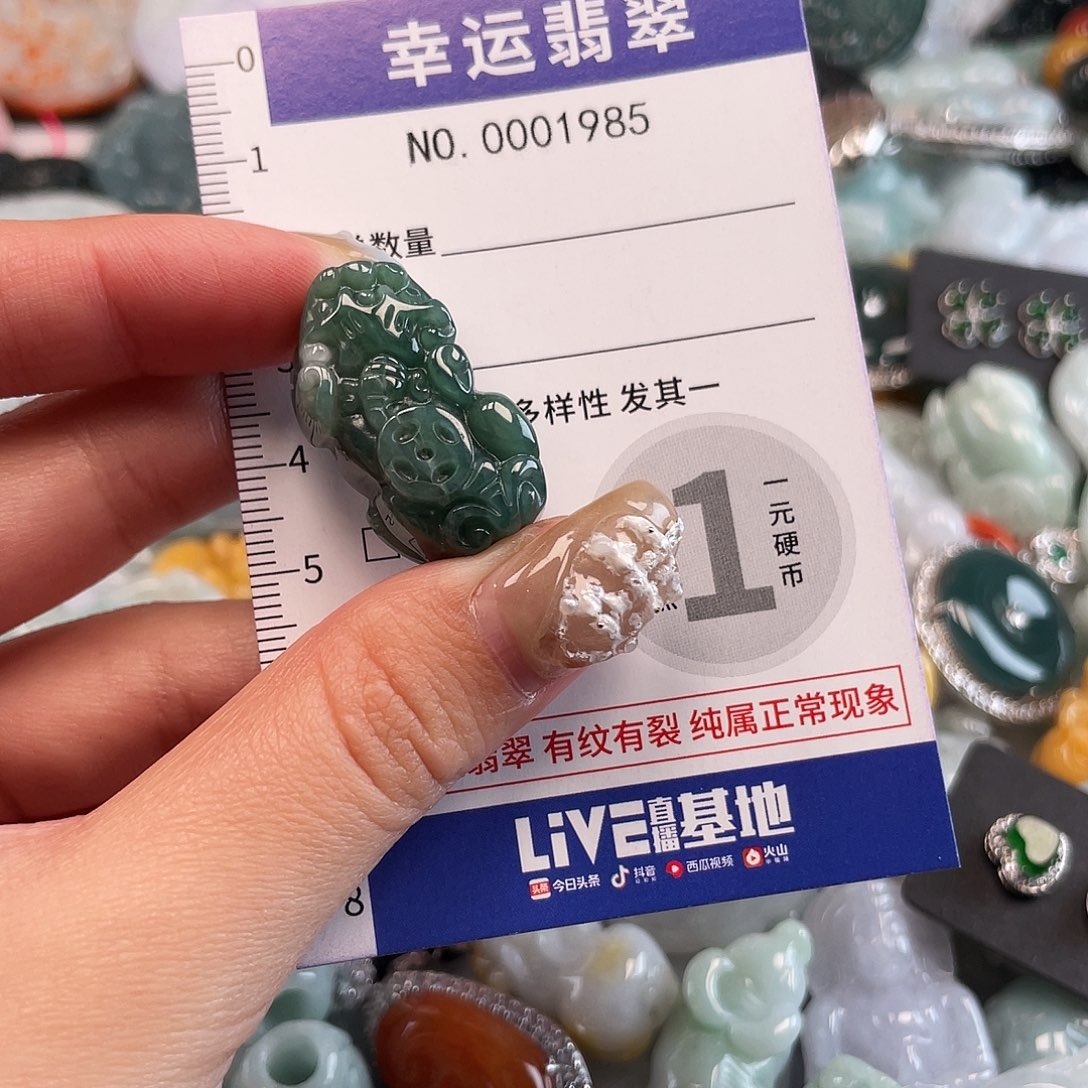 幸运翡翠
NO. 0001985
0
1
数量
多样性 发其一
4
5
8
1
一元硬币
翡翠 有纹有裂 纯属正常现象
LiVE直播基地
头条 今日头条 抖音 西瓜视频 火山